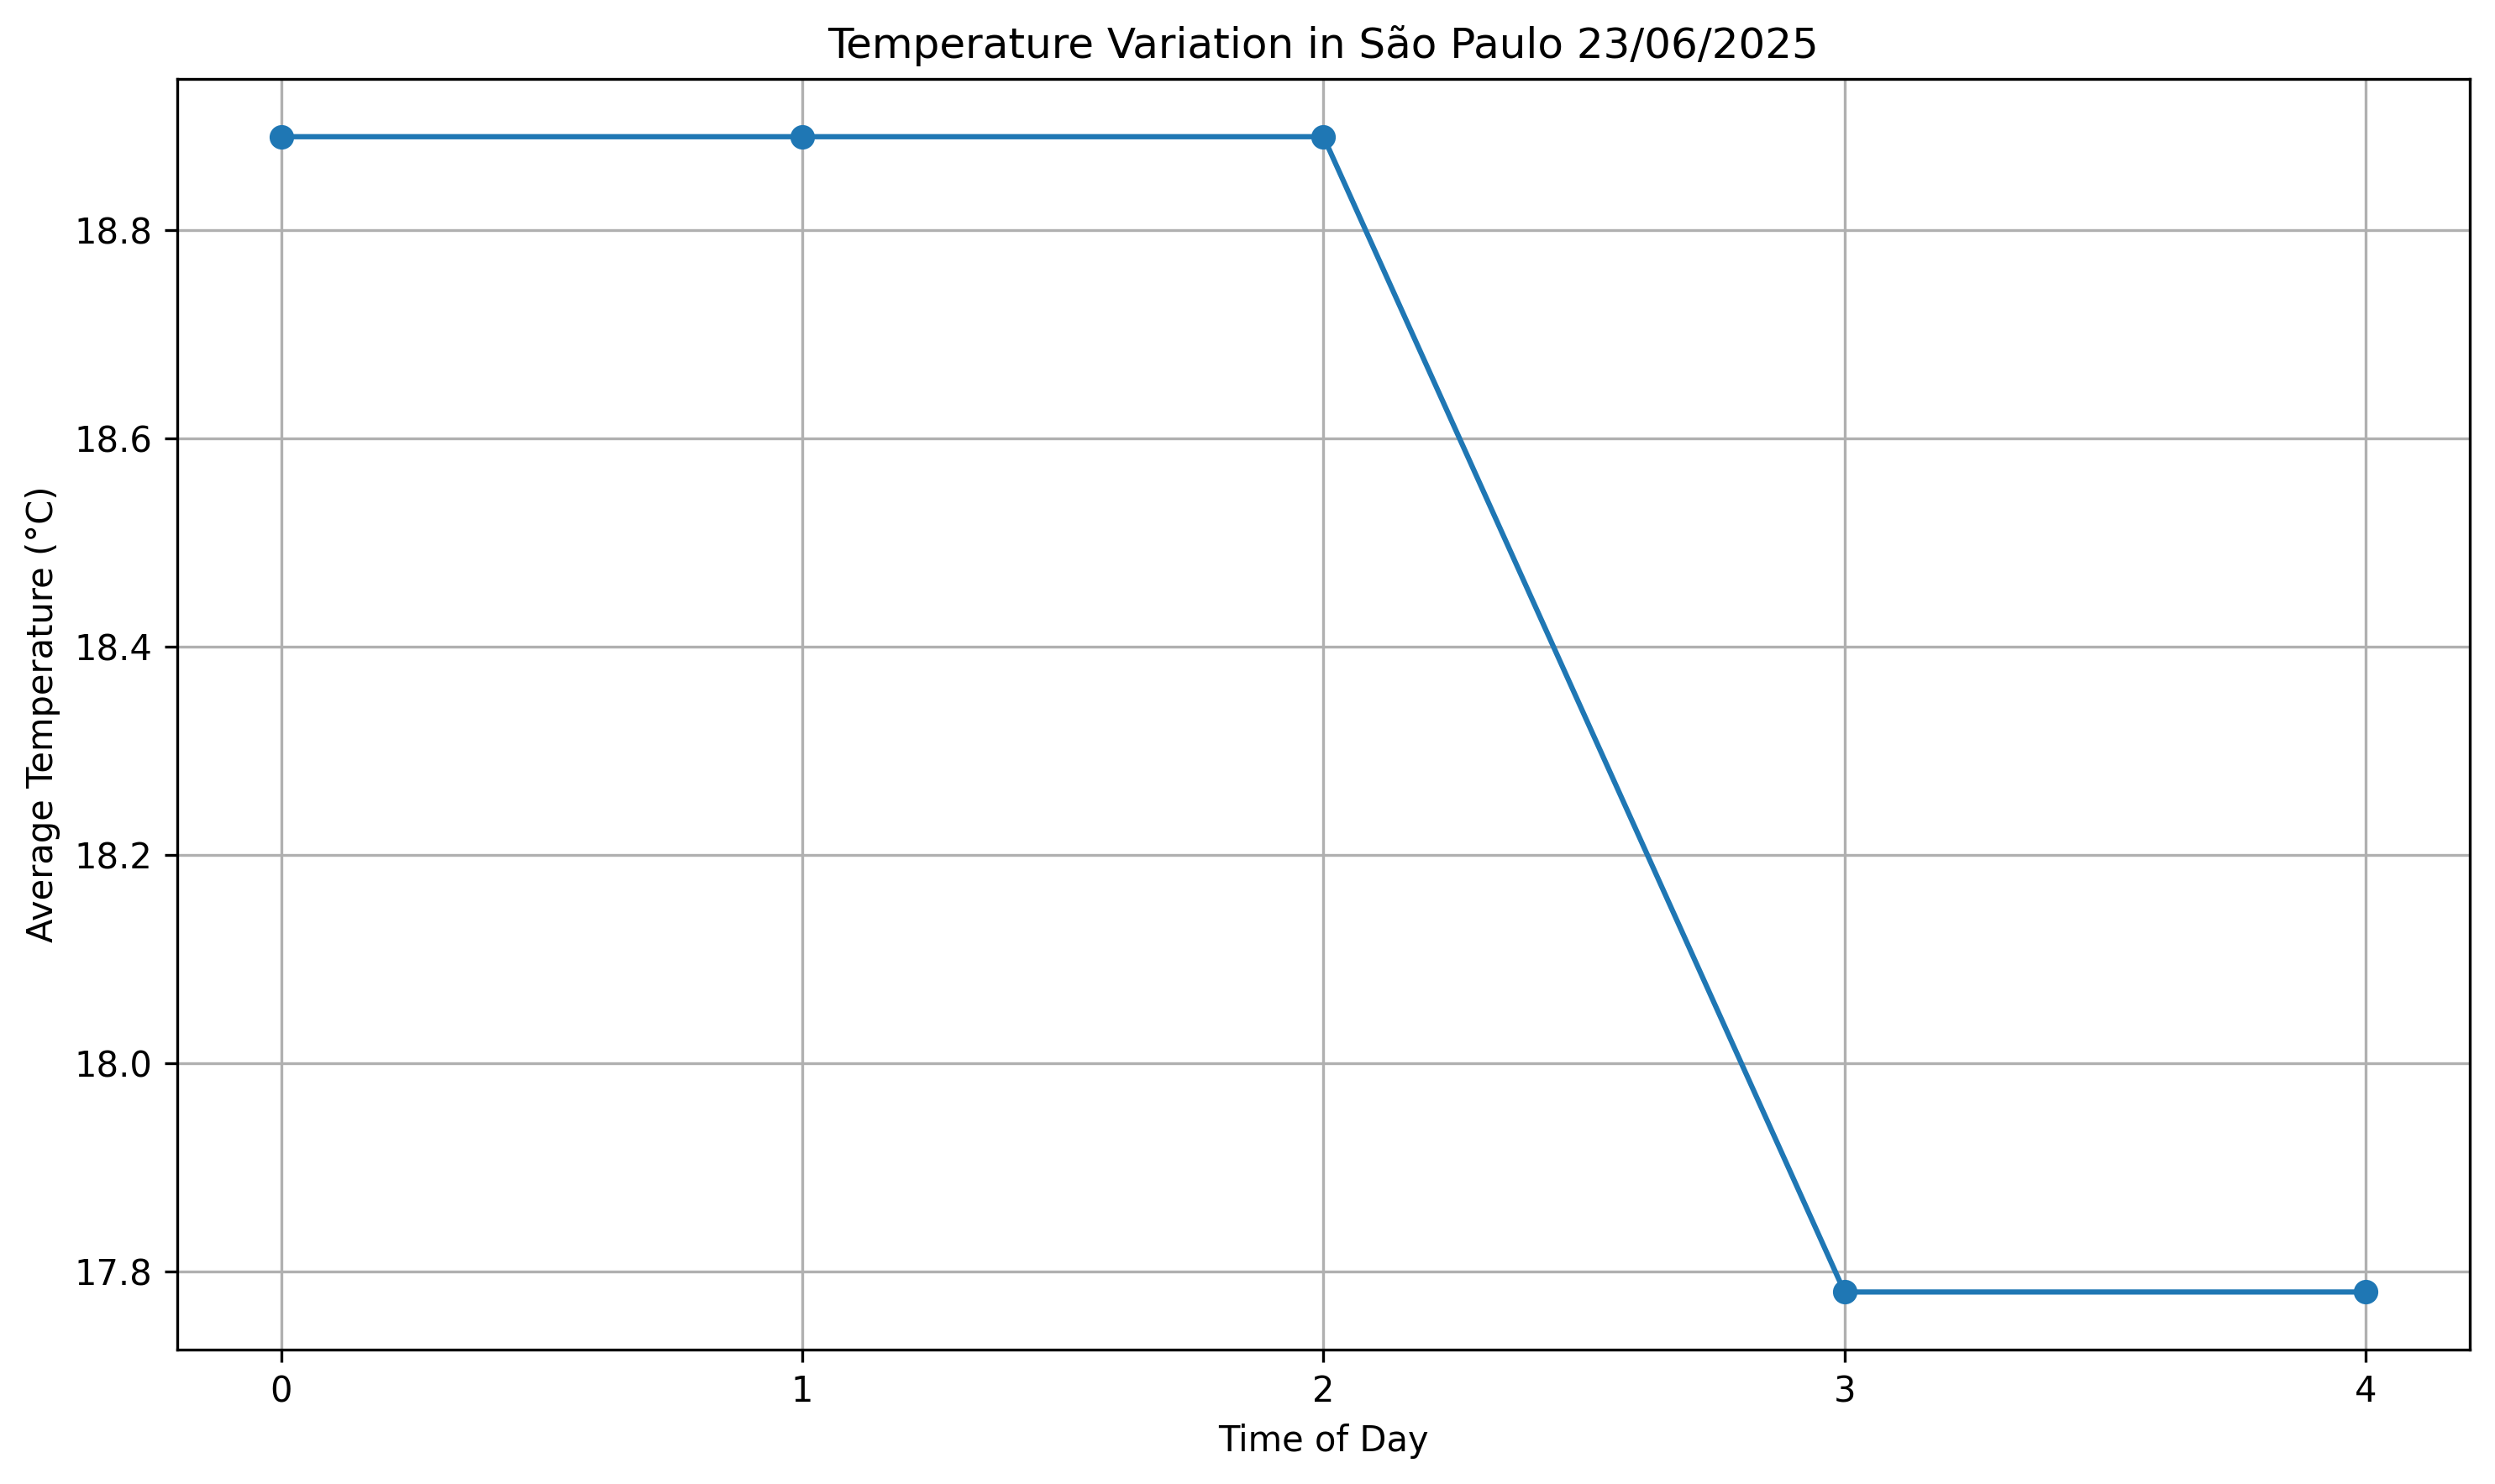 Temperature Variation in São Paulo 23/06/2025
Average Temperature (°C)
18.8
18.6
18.4
18.2
18.0
17.8
0 1 2 3 4
Time of Day